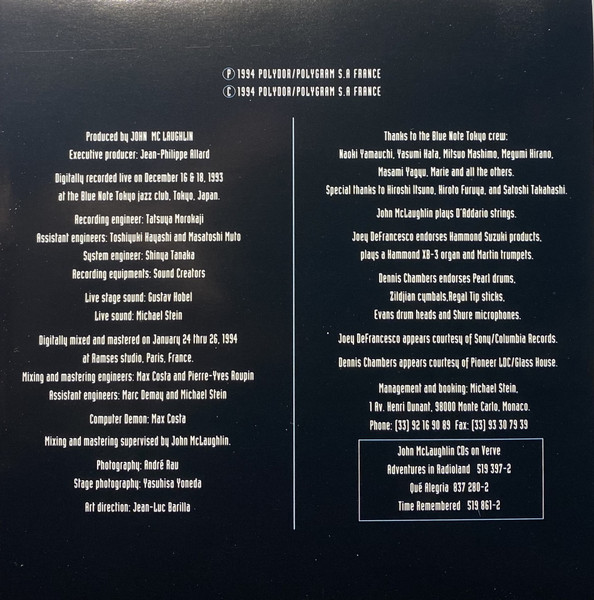 Ⓟ 1994 POLYDOR/POLYGRAM S.A FRANCE
Ⓒ 1994 POLYDOR/POLYGRAM S.A FRANCE
Produced by JOHN MC LAUGHLIN
Executive producer: Jean-Philippe Allard
Digitally recorded live on December 16 & 18, 1993
at the Blue Note Tokyo jazz club, Tokyo, Japan.
Recording engineer: Tatsuya Morokaji
Assistant engineers: Toshiyuki Hayashi and Masatoshi Muto
System engineer: Shinya Tanaka
Recording equipments: Sound Creators
Live stage sound: Gustav Hobel
Live sound: Michael Stein
Digitally mixed and mastered on January 24 thru 26, 1994
at Ramses studio, Paris, France.
Mixing and mastering engineers: Max Costa and Pierre-Yves Roupin
Assistant engineers: Marc Demay and Michael Stein
Computer Demon: Max Costa
Mixing and mastering supervised by John McLaughlin.
Photography: André Rau
Stage photography: Yasuhisa Yoneda
Art direction: Jean-Luc Barilla
Thanks to the Blue Note Tokyo crew:
Naoki Yamauchi, Yasumi Hata, Mitsuo Mashimo, Megumi Hirano,
Masami Yagyu, Marie and all the others.
Special thanks to Hiroshi Itsuno, Hiroto Furuya, and Satoshi Takahashi.
John McLaughlin plays D'Addario strings.
Joey DeFrancesco endorses Hammond Suzuki products,
plays a Hammond XB-3 organ and Martin trumpets.
Dennis Chambers endorses Pearl drums,
Zildjian cymbals,Regal Tip sticks,
Evans drum heads and Shure microphones.
Joey DeFrancesco appears courtesy of Sony/Columbia Records.
Dennis Chambers appears courtesy of Pioneer LDC/Glass House.
Management and booking: Michael Stein,
1 Av. Henri Dunant, 98000 Monte Carlo, Monaco.
Phone: (33) 92 16 90 89 Fax: (33) 93 30 79 39
John McLaughlin CDs on Verve
Adventures in Radioland 519 397-2
Qué Alegria 837 280-2
Time Remembered 519 861-2